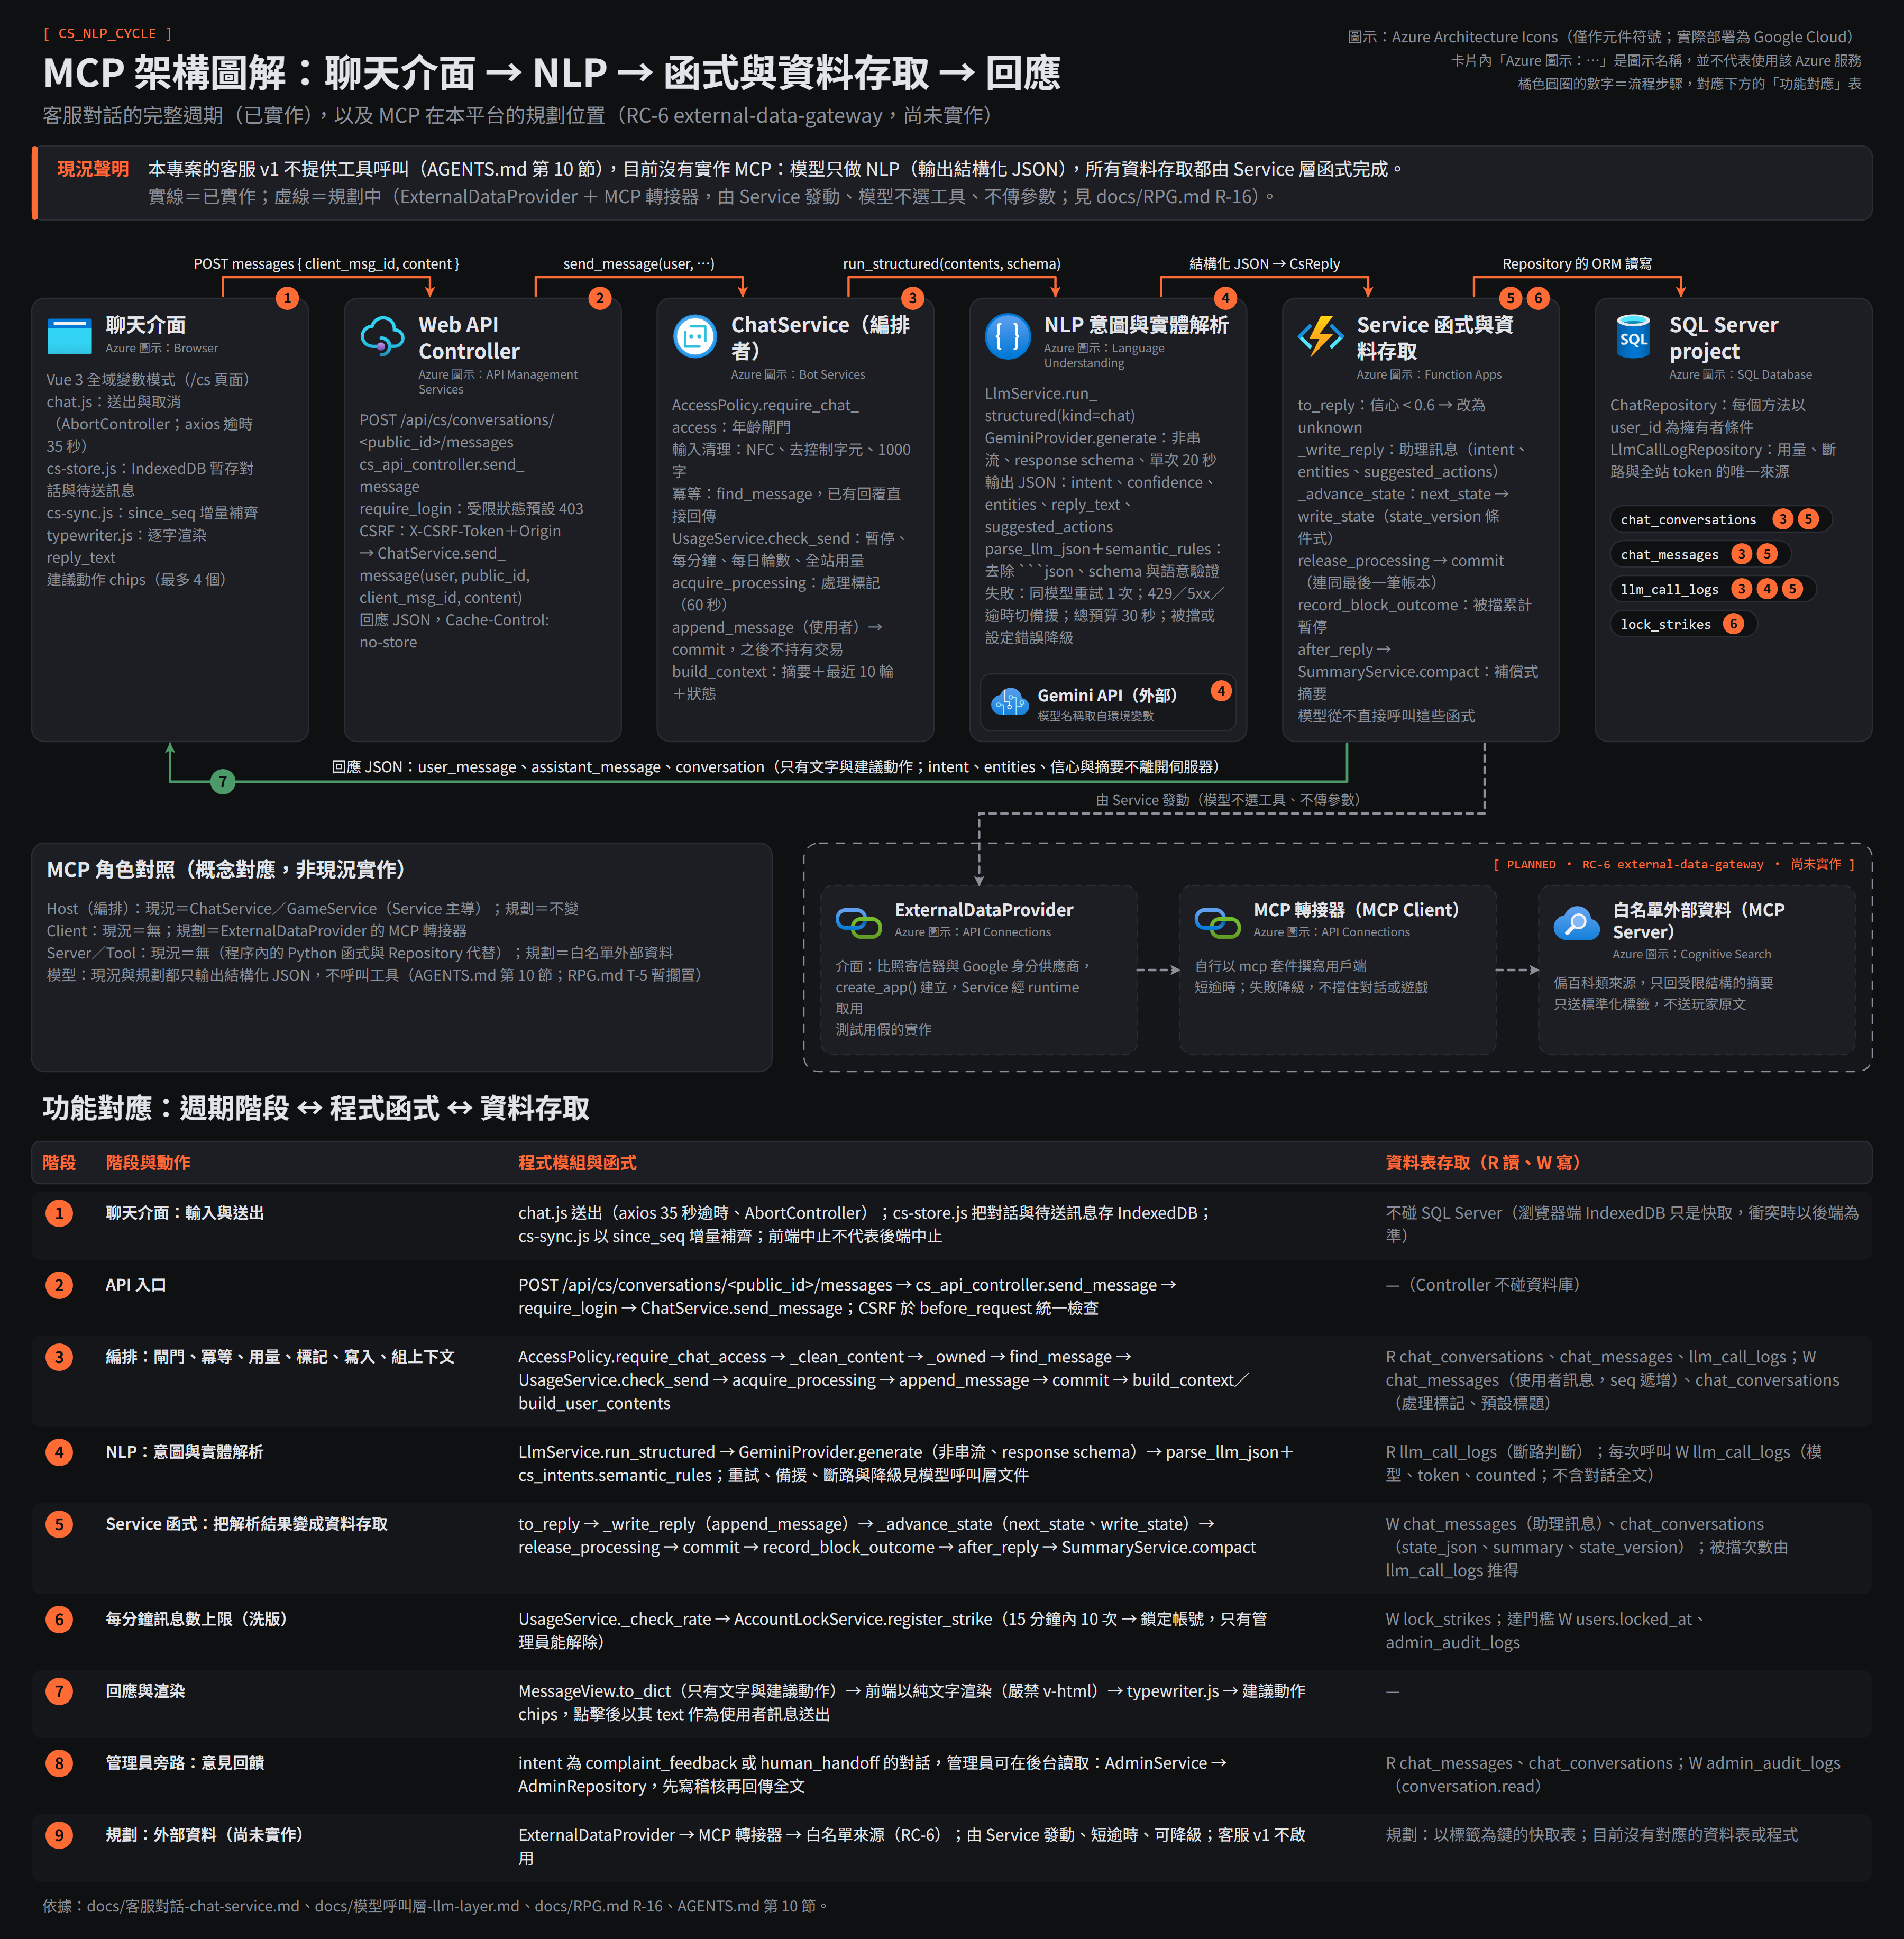 [ CS_NLP_CYCLE ]
MCP 架構圖解：聊天介面 → NLP → 函式與資料存取 → 回應
客服對話的完整週期（已實作），以及 MCP 在本平台的規劃位置（RC-6 external-data-gateway，尚未實作）
圖示：Azure Architecture Icons（僅作元件符號；實際部署為 Google Cloud）
卡片內「Azure 圖示：…」是圖示名稱，並不代表使用該 Azure 服務
橘色圓圈的數字＝流程步驟，對應下方的「功能對應」表
現況聲明 本專案的客服 v1 不提供工具呼叫（AGENTS.md 第 10 節），目前沒有實作 MCP：模型只做 NLP（輸出結構化 JSON），所有資料存取都由 Service 層函式完成。
實線＝已實作；虛線＝規劃中（ExternalDataProvider ＋ MCP 轉接器，由 Service 發動、模型不選工具、不傳參數；見 docs/RPG.md R-16）。
POST messages { client_msg_id, content }
send_message(user, …)
run_structured(contents, schema)
結構化 JSON → CsReply
Repository 的 ORM 讀寫
1
聊天介面
Azure 圖示：Browser
Vue 3 全域變數模式（/cs 頁面）
chat.js：送出與取消
（AbortController；axios 逾時
35 秒）
cs-store.js：IndexedDB 暫存對
話與待送訊息
cs-sync.js：since_seq 增量補齊
typewriter.js：逐字渲染
reply_text
建議動作 chips（最多 4 個）
2
Web API
Controller
Azure 圖示：API Management
Services
POST /api/cs/conversations/
<public_id>/messages
cs_api_controller.send_
message
require_login：受限狀態預設 403
CSRF：X-CSRF-Token＋Origin
→ ChatService.send_
message(user, public_id,
client_msg_id, content)
回應 JSON，Cache-Control:
no-store
3
ChatService（編排
者）
Azure 圖示：Bot Services
AccessPolicy.require_chat_
access：年齡閘門
輸入清理：NFC、去控制字元、1000
字
冪等：find_message，已有回覆直
接回傳
UsageService.check_send：暫停、
每分鐘、每日輪數、全站用量
acquire_processing：處理標記
（60 秒）
append_message（使用者）→
commit，之後不持有交易
build_context：摘要＋最近 10 輪
＋狀態
4
NLP 意圖與實體解析
Azure 圖示：Language
Understanding
LlmService.run_
structured(kind=chat)
GeminiProvider.generate：非串
流、response schema、單次 20 秒
輸出 JSON：intent、confidence、
entities、reply_text、
suggested_actions
parse_llm_json＋semantic_rules：
去除 ```json、schema 與語意驗證
失敗：同模型重試 1 次；429／5xx／
逾時切備援；總預算 30 秒；被擋或
設定錯誤降級
Gemini API（外部）
4
模型名稱取自環境變數
5 6
Service 函式與資
料存取
Azure 圖示：Function Apps
to_reply：信心 < 0.6 → 改為
unknown
_write_reply：助理訊息（intent、
entities、suggested_actions）
_advance_state：next_state →
write_state（state_version 條
件式）
release_processing → commit
（連同最後一筆帳本）
record_block_outcome：被擋累計
暫停
after_reply →
SummaryService.compact：補償式
摘要
模型從不直接呼叫這些函式
SQL
SQL Server
project
Azure 圖示：SQL Database
ChatRepository：每個方法以
user_id 為擁有者條件
LlmCallLogRepository：用量、斷
路與全站 token 的唯一來源
chat_conversations 3 5
chat_messages 3 5
llm_call_logs 3 4 5
lock_strikes 6
回應 JSON：user_message、assistant_message、conversation（只有文字與建議動作；intent、entities、信心與摘要不離開伺服器）
7
由 Service 發動（模型不選工具、不傳參數）
MCP 角色對照（概念對應，非現況實作）
Host（編排）：現況＝ChatService／GameService（Service 主導）；規劃＝不變
Client：現況＝無；規劃＝ExternalDataProvider 的 MCP 轉接器
Server／Tool：現況＝無（程序內的 Python 函式與 Repository 代替）；規劃＝白名單外部資料
模型：現況與規劃都只輸出結構化 JSON，不呼叫工具（AGENTS.md 第 10 節；RPG.md T-5 暫擱置）
[ PLANNED ・ RC-6 external-data-gateway ・ 尚未實作 ]
ExternalDataProvider
Azure 圖示：API Connections
介面：比照寄信器與 Google 身分供應商，
create_app() 建立，Service 經 runtime
取用
測試用假的實作
MCP 轉接器（MCP Client）
Azure 圖示：API Connections
自行以 mcp 套件撰寫用戶端
短逾時；失敗降級，不擋住對話或遊戲
白名單外部資料（MCP
Server）
Azure 圖示：Cognitive Search
偏百科類來源，只回受限結構的摘要
只送標準化標籤，不送玩家原文
功能對應：週期階段 ↔ 程式函式 ↔ 資料存取
階段 階段與動作 程式模組與函式 資料表存取（R 讀、W 寫）
1 聊天介面：輸入與送出
chat.js 送出（axios 35 秒逾時、AbortController）；cs-store.js 把對話與待送訊息存 IndexedDB；
cs-sync.js 以 since_seq 增量補齊；前端中止不代表後端中止
不碰 SQL Server（瀏覽器端 IndexedDB 只是快取，衝突時以後端為
準）
2 API 入口
POST /api/cs/conversations/<public_id>/messages → cs_api_controller.send_message →
require_login → ChatService.send_message；CSRF 於 before_request 統一檢查
—（Controller 不碰資料庫）
3 編排：閘門、冪等、用量、標記、寫入、組上下文
AccessPolicy.require_chat_access → _clean_content → _owned → find_message →
UsageService.check_send → acquire_processing → append_message → commit → build_context／
build_user_contents
R chat_conversations、chat_messages、llm_call_logs；W
chat_messages（使用者訊息，seq 遞增）、chat_conversations
（處理標記、預設標題）
4 NLP：意圖與實體解析
LlmService.run_structured → GeminiProvider.generate（非串流、response schema）→ parse_llm_json＋
cs_intents.semantic_rules；重試、備援、斷路與降級見模型呼叫層文件
R llm_call_logs（斷路判斷）；每次呼叫 W llm_call_logs（模
型、token、counted；不含對話全文）
5 Service 函式：把解析結果變成資料存取
to_reply → _write_reply（append_message）→ _advance_state（next_state、write_state）→
release_processing → commit → record_block_outcome → after_reply → SummaryService.compact
W chat_messages（助理訊息）、chat_conversations
（state_json、summary、state_version）；被擋次數由
llm_call_logs 推得
6 每分鐘訊息數上限（洗版）
UsageService._check_rate → AccountLockService.register_strike（15 分鐘內 10 次 → 鎖定帳號，只有管
理員能解除）
W lock_strikes；達門檻 W users.locked_at、
admin_audit_logs
7 回應與渲染
MessageView.to_dict（只有文字與建議動作）→ 前端以純文字渲染（嚴禁 v-html）→ typewriter.js → 建議動作
chips，點擊後以其 text 作為使用者訊息送出
—
8 管理員旁路：意見回饋
intent 為 complaint_feedback 或 human_handoff 的對話，管理員可在後台讀取：AdminService →
AdminRepository，先寫稽核再回傳全文
R chat_messages、chat_conversations；W admin_audit_logs
（conversation.read）
9 規劃：外部資料（尚未實作）
ExternalDataProvider → MCP 轉接器 → 白名單來源（RC-6）；由 Service 發動、短逾時、可降級；客服 v1 不啟
用
規劃：以標籤為鍵的快取表；目前沒有對應的資料表或程式
依據：docs/客服對話-chat-service.md、docs/模型呼叫層-llm-layer.md、docs/RPG.md R-16、AGENTS.md 第 10 節。